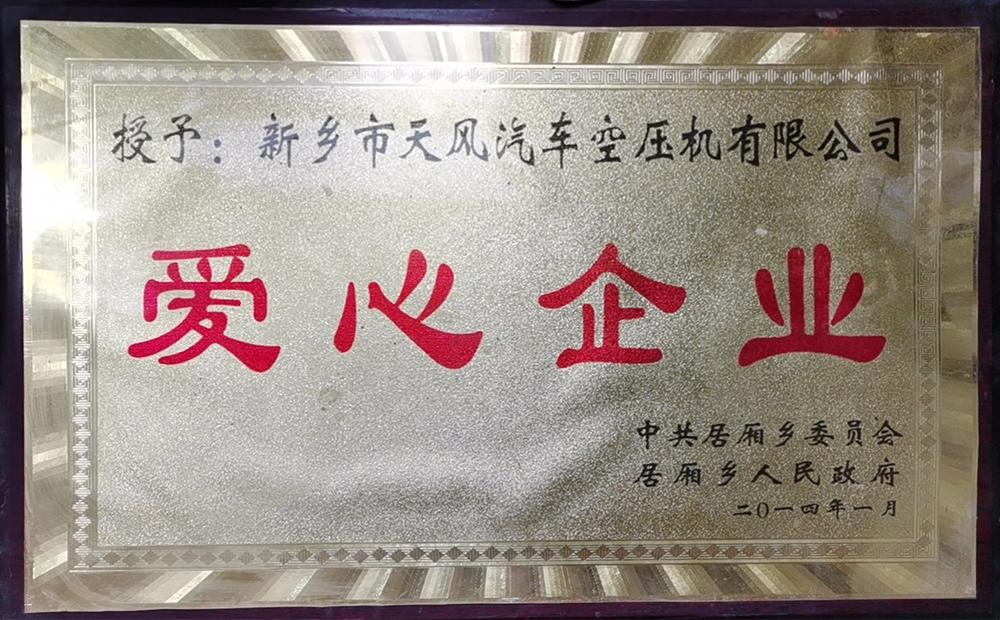 授予：新乡市天风汽车空压机有限公司
爱心企业
中共居厢乡委员会
居厢乡人民政府
二〇一四年一月